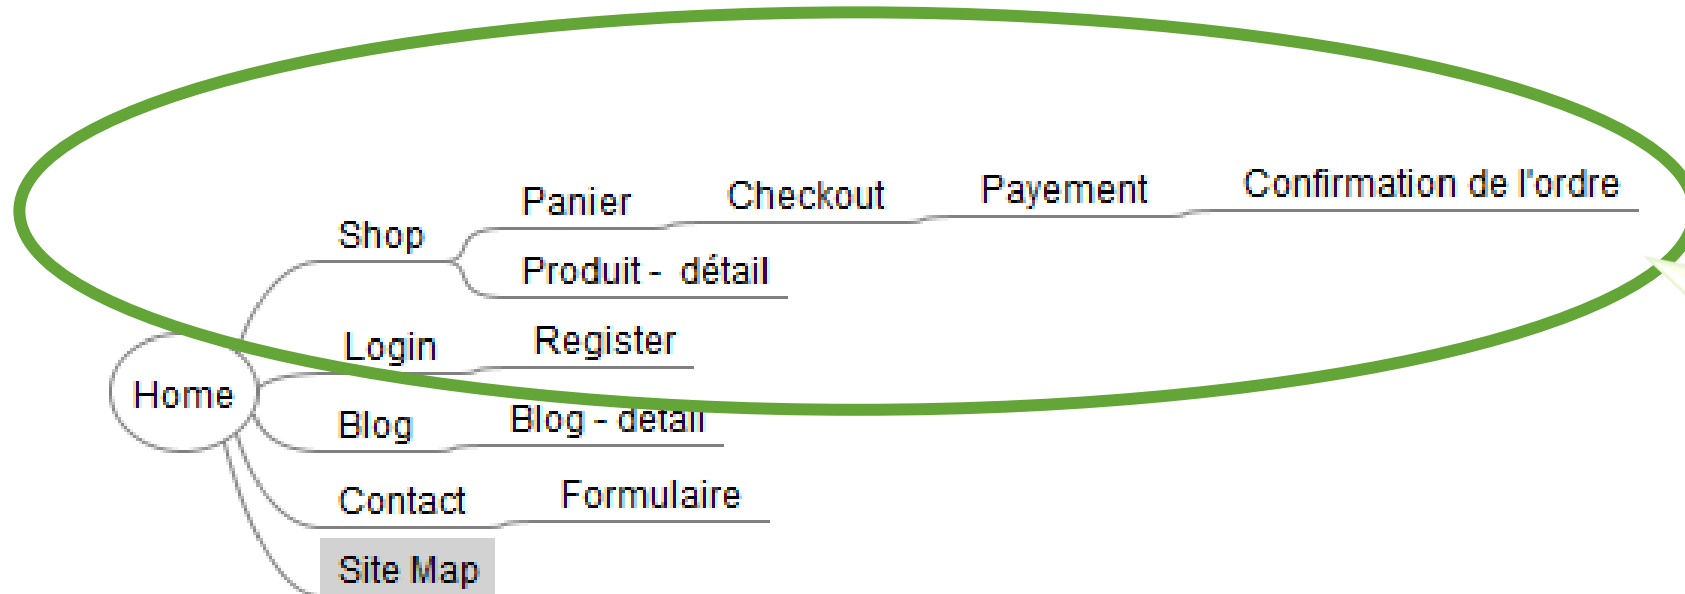 Home
Shop
Panier
Checkout
Payement
Confirmation de l'ordre
Produit - détail
Login
Register
Blog
Blog - détail
Contact
Formulaire
Site Map